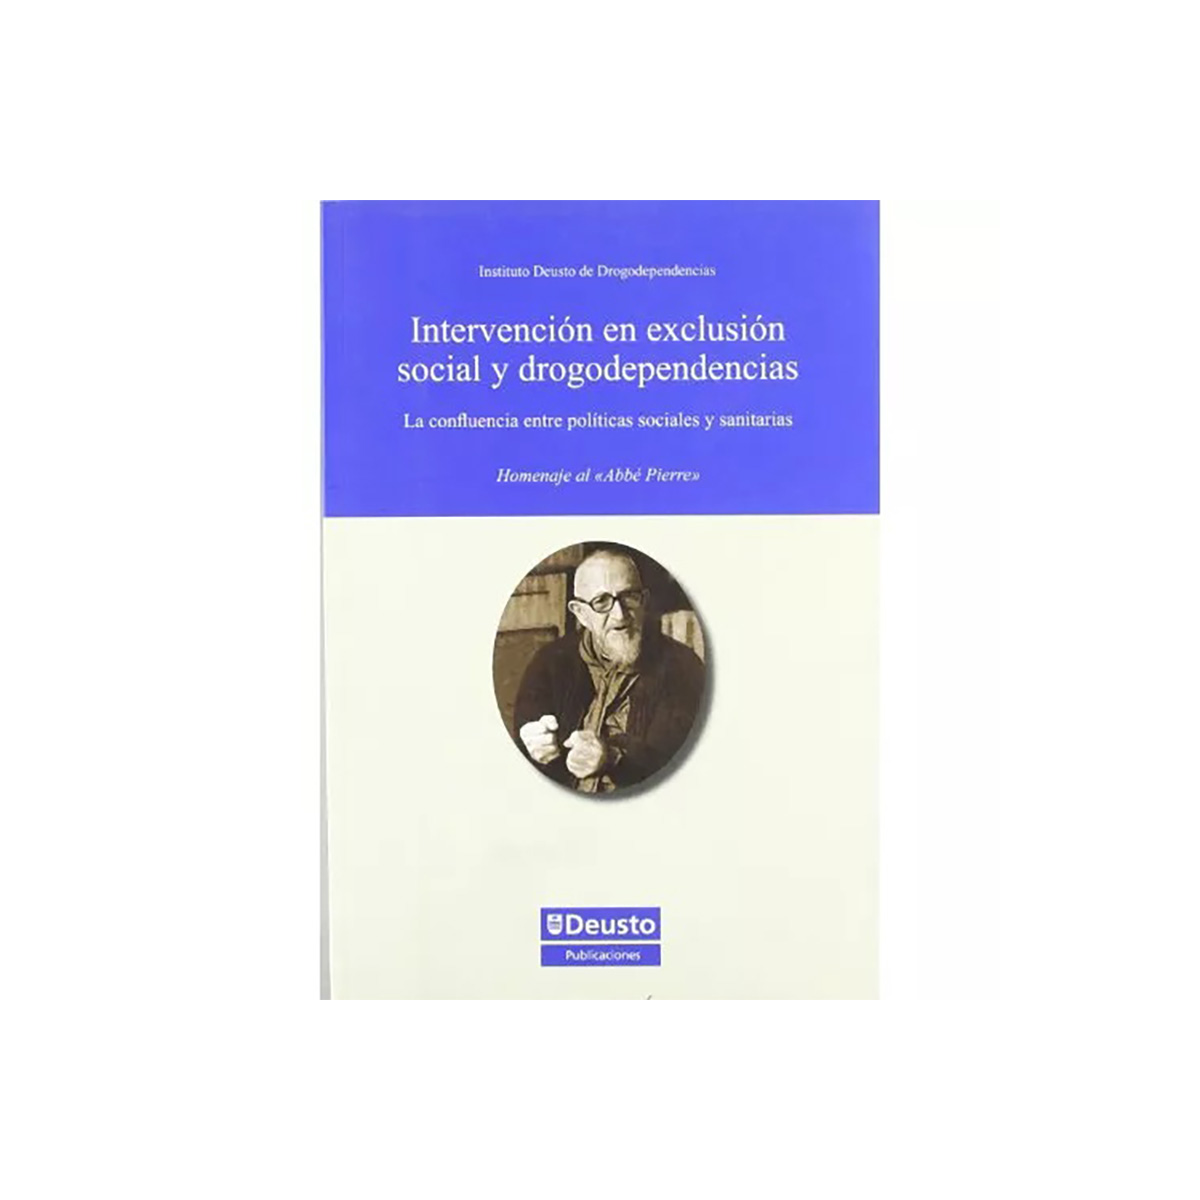 Instituto Deusto de Drogodependencias
Intervención en exclusión
social y drogodependencias
La confluencia entre políticas sociales y sanitarias
Homenaje al «Abbé Pierre»
Deusto
Publicaciones